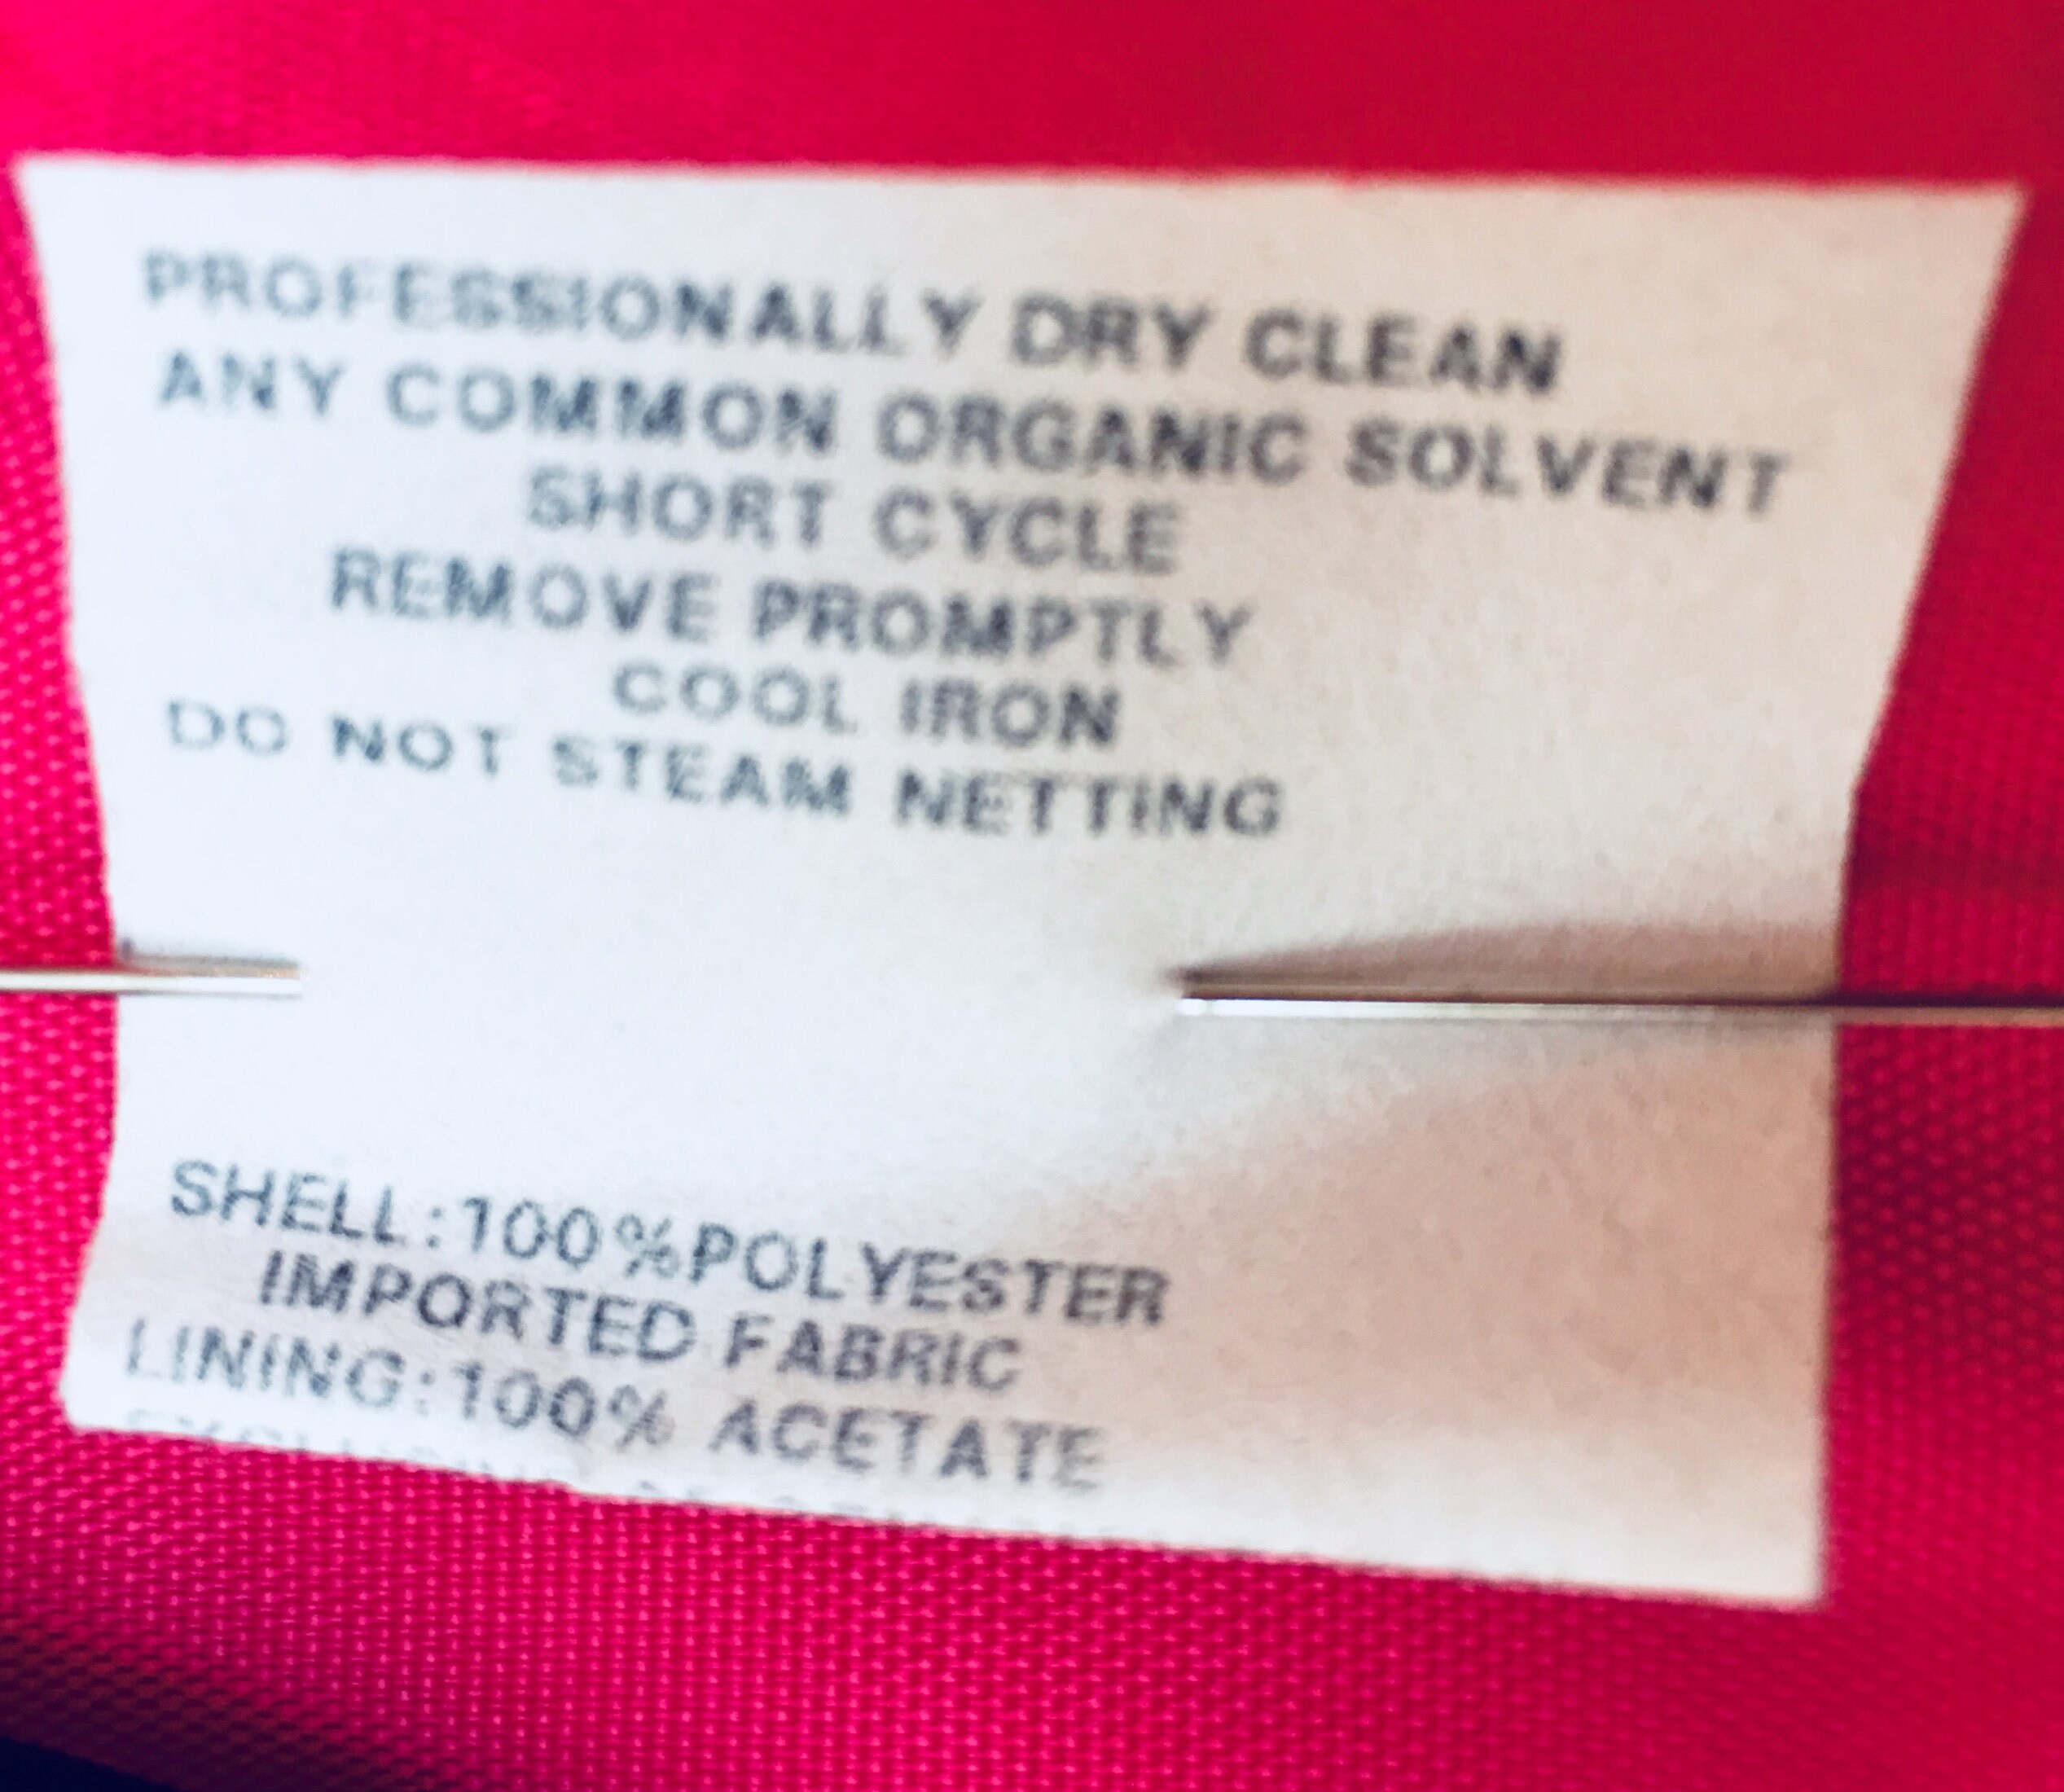 PROFESSIONALLY DRY CLEAN
ANY COMMON ORGANIC SOLVENT
SHORT CYCLE
REMOVE PROMPTLY
COOL IRON
DO NOT STEAM NETTING
SHELL:100%POLYESTER
IMPORTED FABRIC
LINING:100% ACETATE